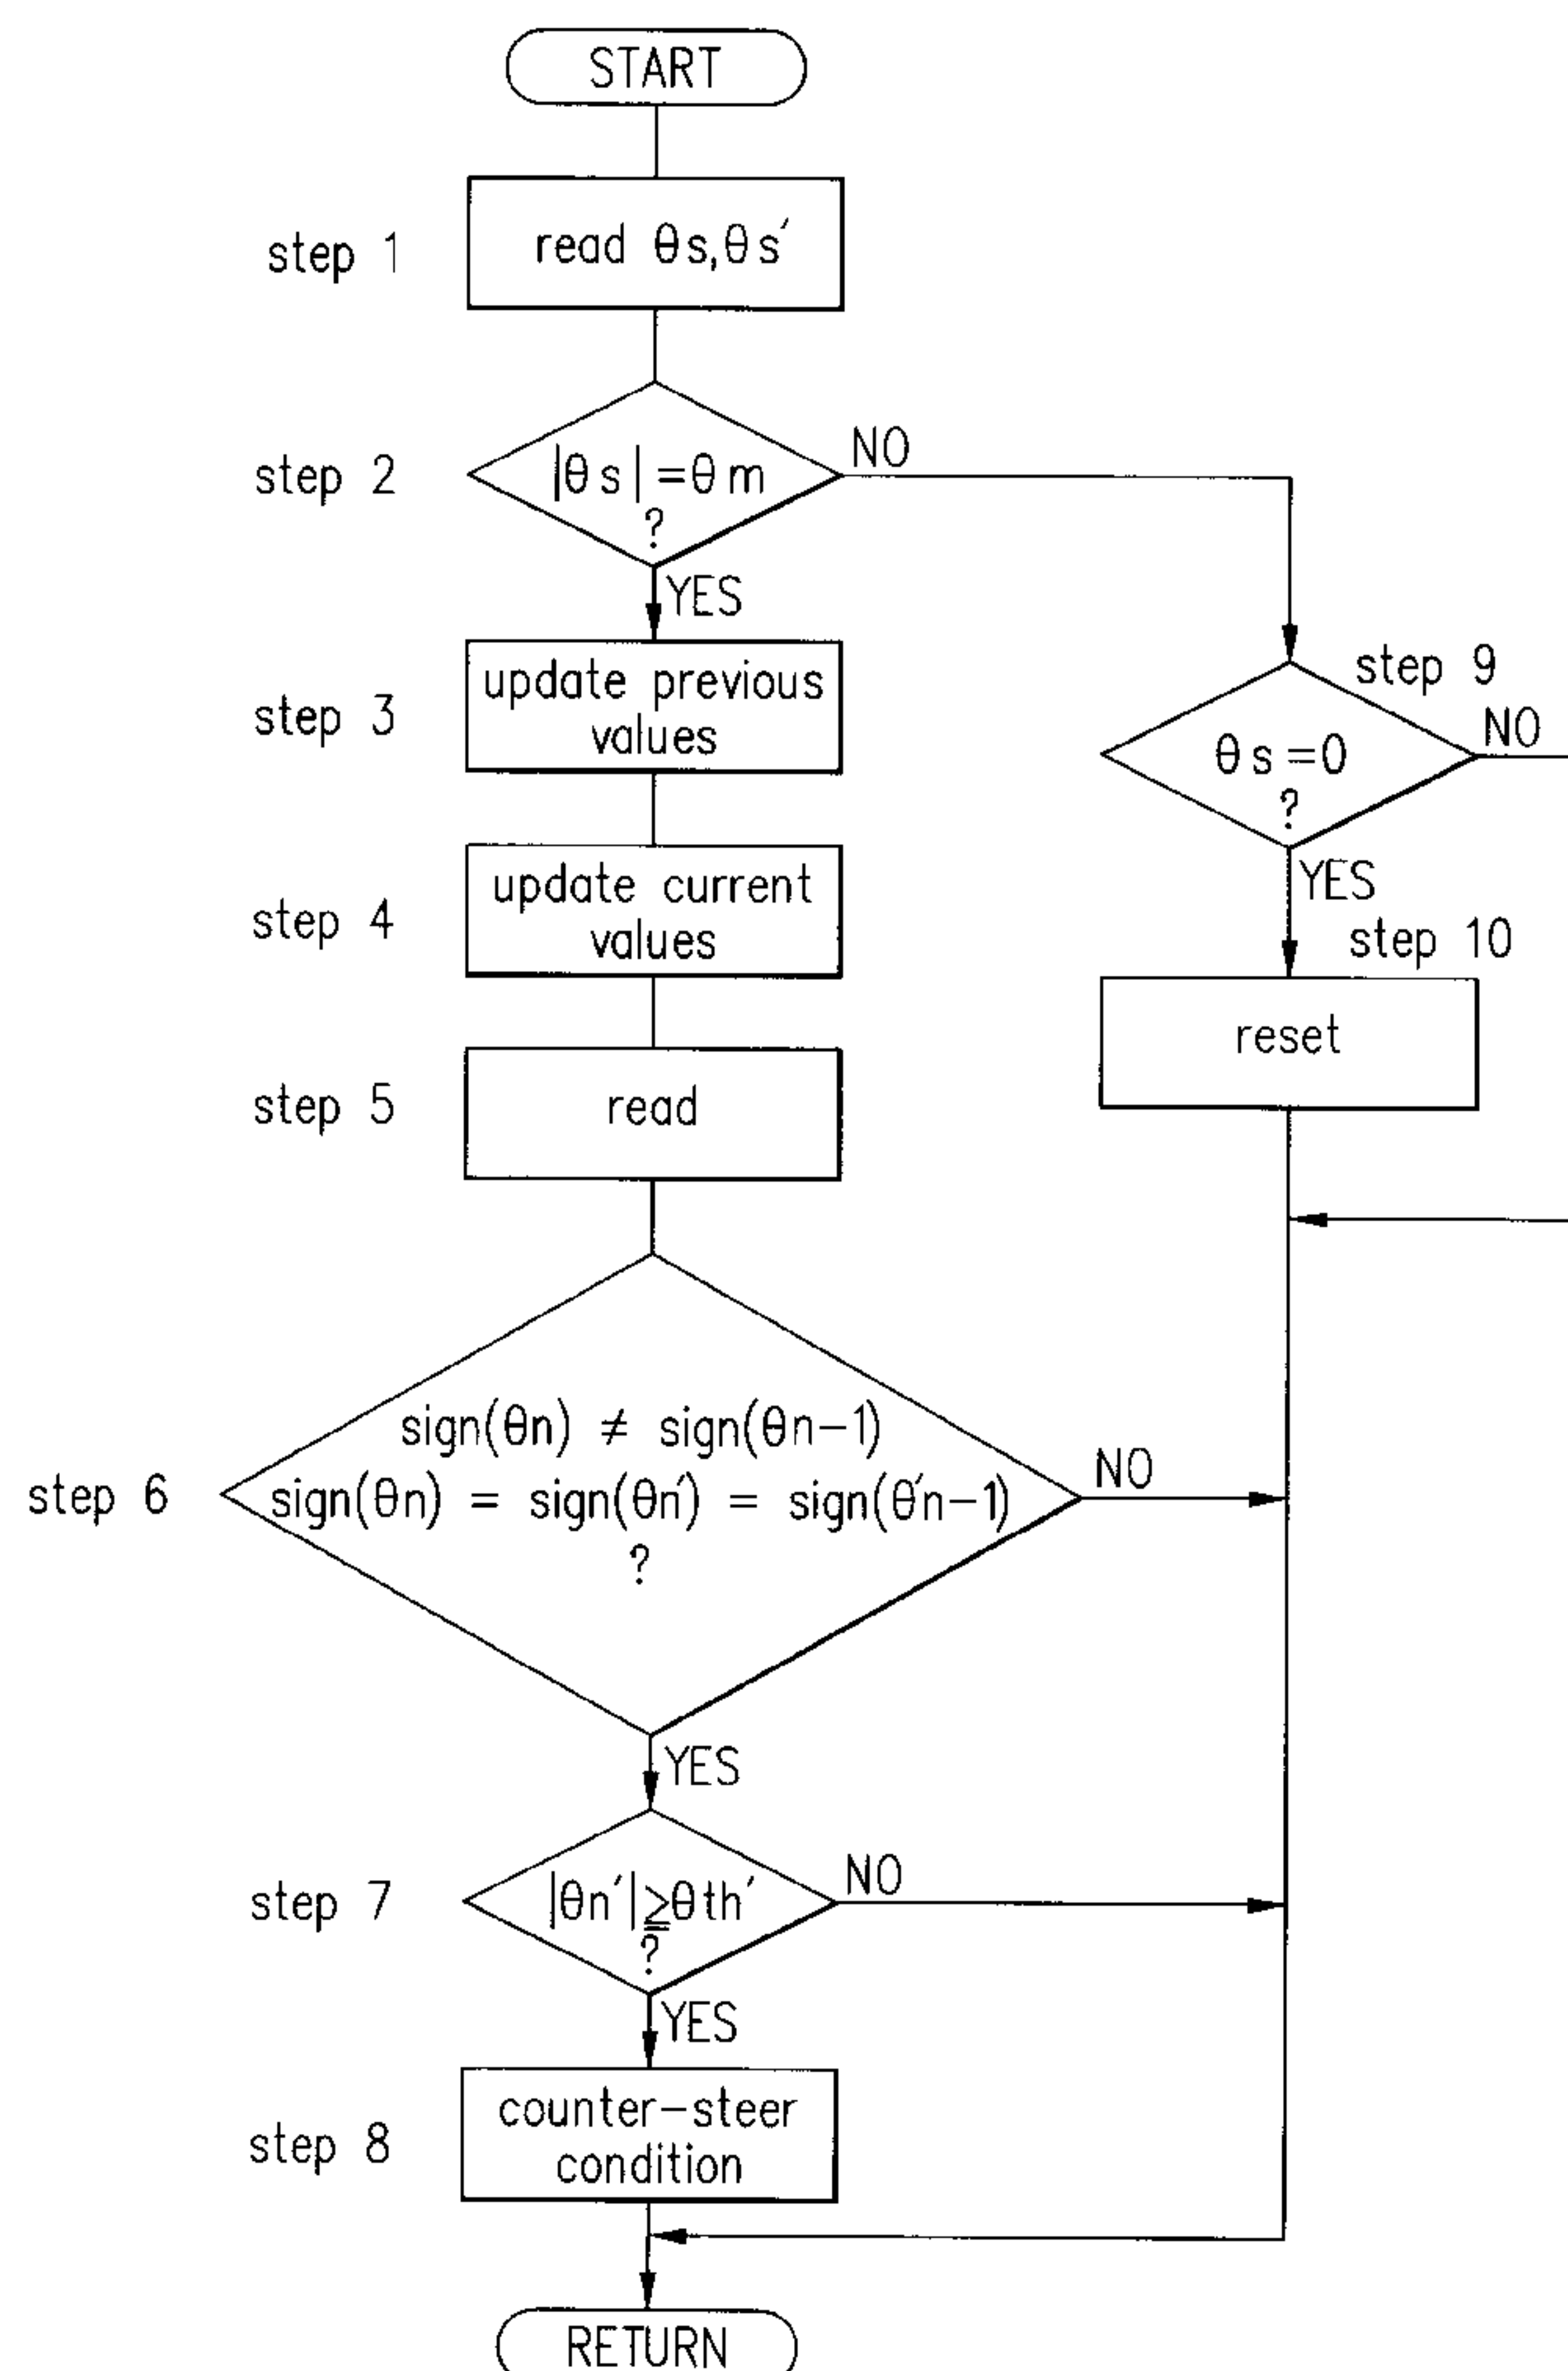 START
step 1
read θs,θs′
step 2
|θs|=θm
?
NO
YES
step 3
update previous
values
step 9
θs=0
?
NO
YES
step 4
update current
values
step 10
reset
step 5
read
step 6
sign(θn) ≠ sign(θn−1)
sign(θn) = sign(θn′) = sign(θ′n−1)
?
NO
YES
step 7
|θn′|≧θth′
?
NO
YES
step 8
counter-steer
condition
RETURN